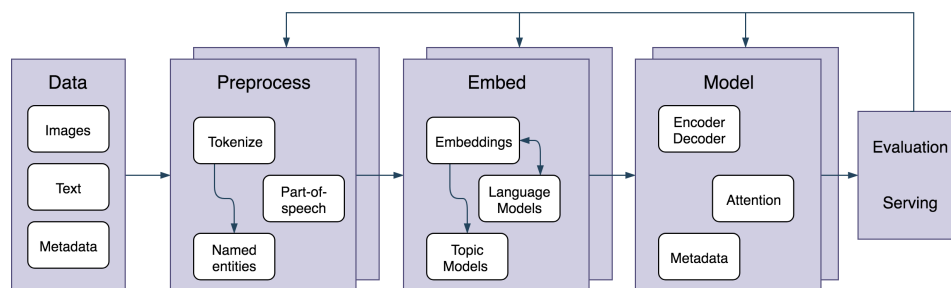 Data
Images
Text
Metadata
Preprocess
Tokenize
Part-of-
speech
Named
entities
Embed
Embeddings
Language
Models
Topic
Models
Model
Encoder
Decoder
Attention
Metadata
Evaluation
Serving